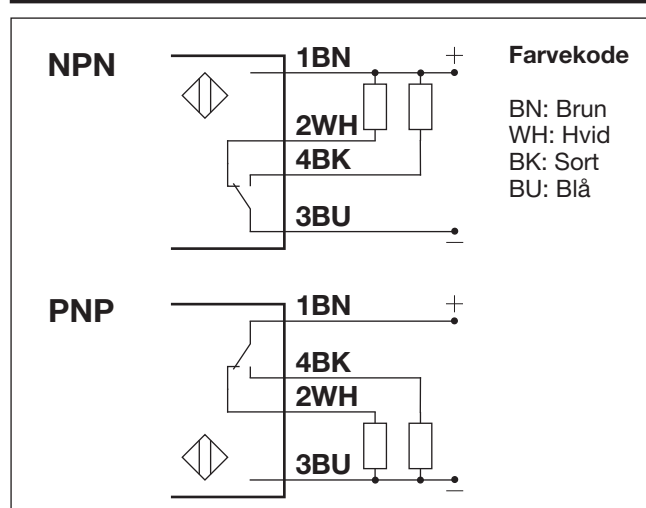 NPN
1BN
+
2WH
4BK
3BU
–
Farvekode
BN: Brun
WH: Hvid
BK: Sort
BU: Blå
PNP
1BN
+
4BK
2WH
3BU
–